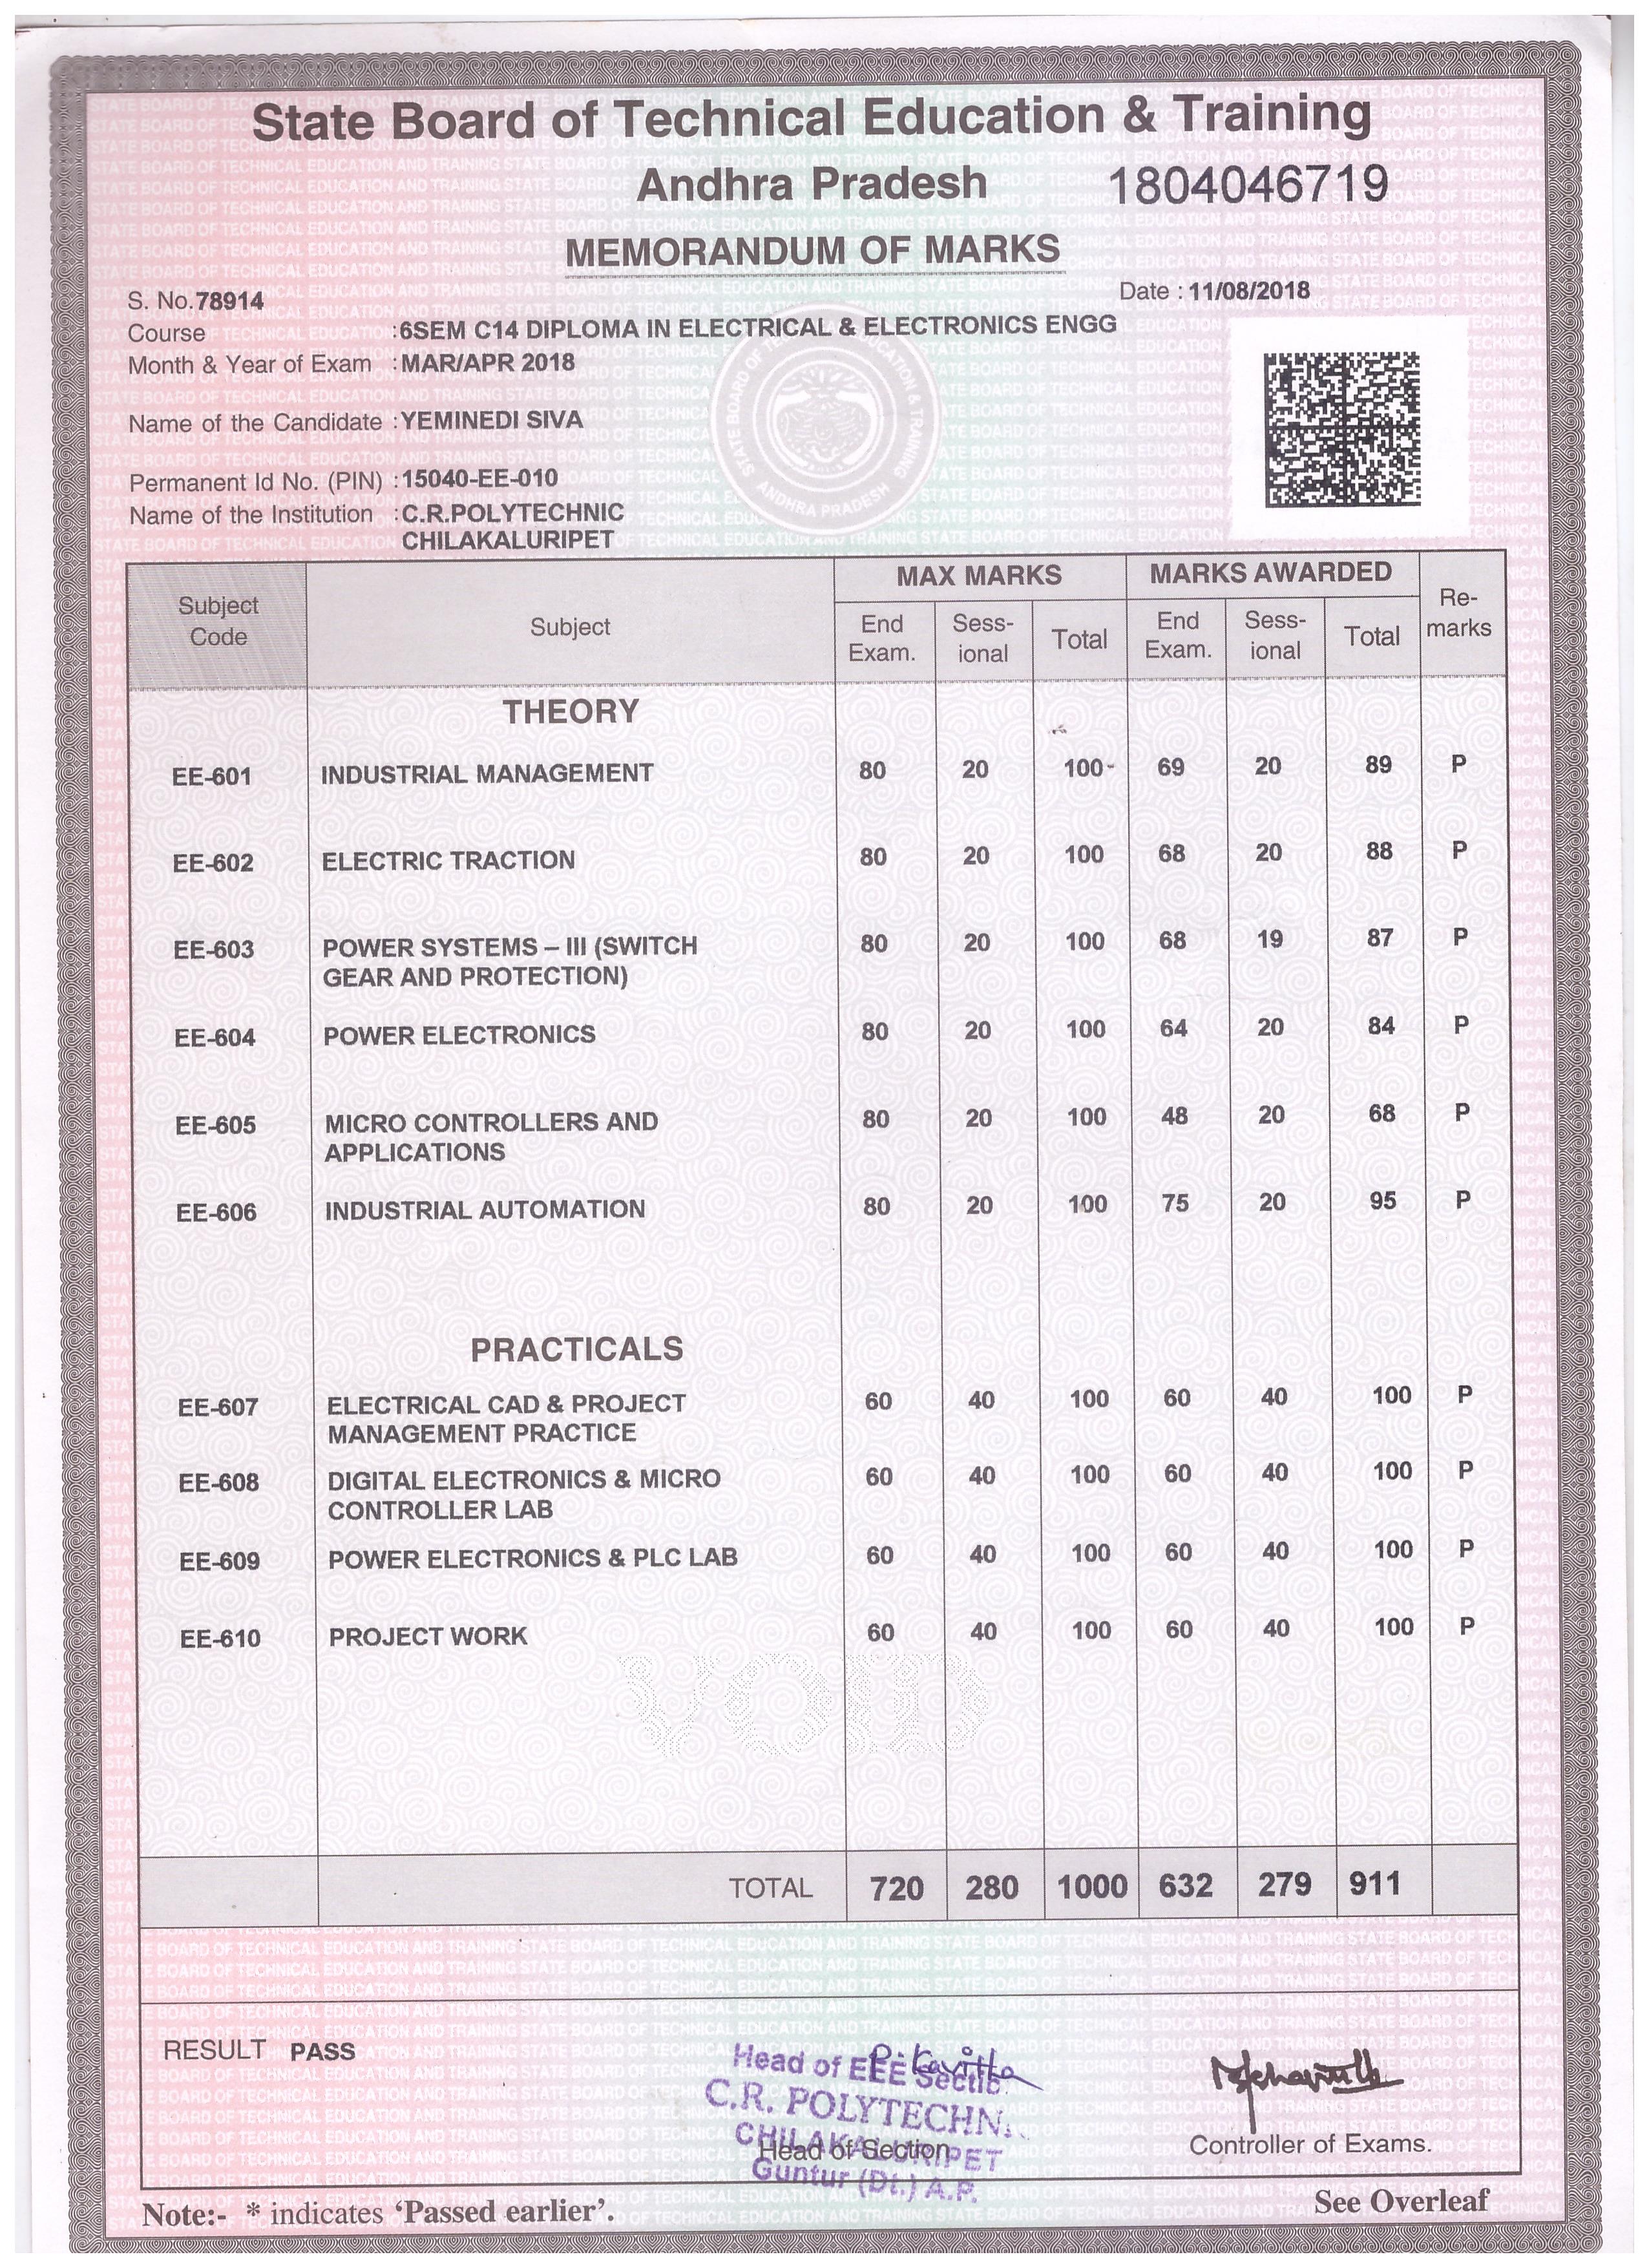 State Board of Technical Education & Training
Andhra Pradesh 1804046719
MEMORANDUM OF MARKS
S. No.78914 Date : 11/08/2018
Course :6SEM C14 DIPLOMA IN ELECTRICAL & ELECTRONICS ENGG
Month & Year of Exam :MAR/APR 2018
Name of the Candidate :YEMINEDI SIVA
Permanent Id No. (PIN) :15040-EE-010
Name of the Institution :C.R.POLYTECHNIC
CHILAKALURIPET
STATE BOARD OF TECHNICAL EDUCATION & TRAINING
ANDHRA PRADESH
Subject Code Subject MAX MARKS MARKS AWARDED Re-marks
End Exam. Sess-ional Total End Exam. Sess-ional Total
THEORY
EE-601 INDUSTRIAL MANAGEMENT 80 20 100 69 20 89 P
EE-602 ELECTRIC TRACTION 80 20 100 68 20 88 P
EE-603 POWER SYSTEMS – III (SWITCH 80 20 100 68 19 87 P
GEAR AND PROTECTION)
EE-604 POWER ELECTRONICS 80 20 100 64 20 84 P
EE-605 MICRO CONTROLLERS AND 80 20 100 48 20 68 P
APPLICATIONS
EE-606 INDUSTRIAL AUTOMATION 80 20 100 75 20 95 P
PRACTICALS
EE-607 ELECTRICAL CAD & PROJECT 60 40 100 60 40 100 P
MANAGEMENT PRACTICE
EE-608 DIGITAL ELECTRONICS & MICRO 60 40 100 60 40 100 P
CONTROLLER LAB
EE-609 POWER ELECTRONICS & PLC LAB 60 40 100 60 40 100 P
EE-610 PROJECT WORK 60 40 100 60 40 100 P
VOID
TOTAL 720 280 1000 632 279 911
RESULT PASS
Head of EEE
C.R. POLYTECHN
CHILAKALURIPET
Head of Section
Guntur (Dt.) A.P.
Controller of Exams.
Note:- * indicates ‘Passed earlier’. See Overleaf